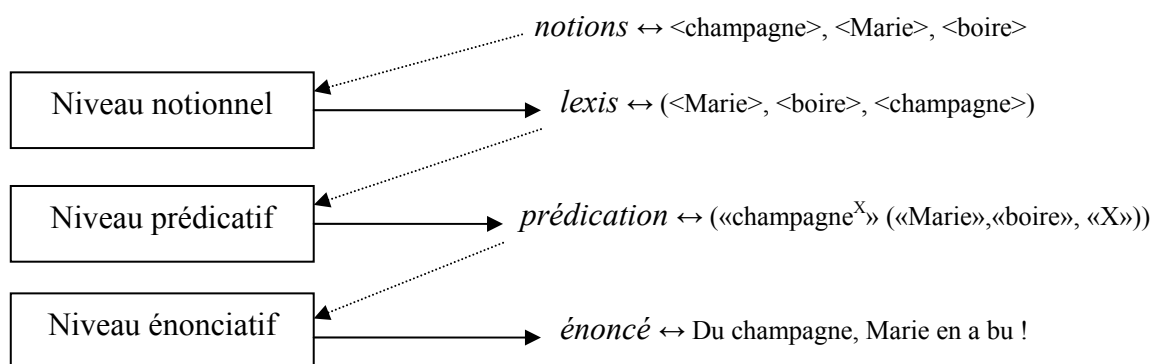 notions ↔ <champagne>, <Marie>, <boire>
Niveau notionnel
lexis ↔ (<Marie>, <boire>, <champagne>)
Niveau prédicatif
prédication ↔ («champagneX» («Marie»,«boire», «X»))
Niveau énonciatif
énoncé ↔ Du champagne, Marie en a bu !